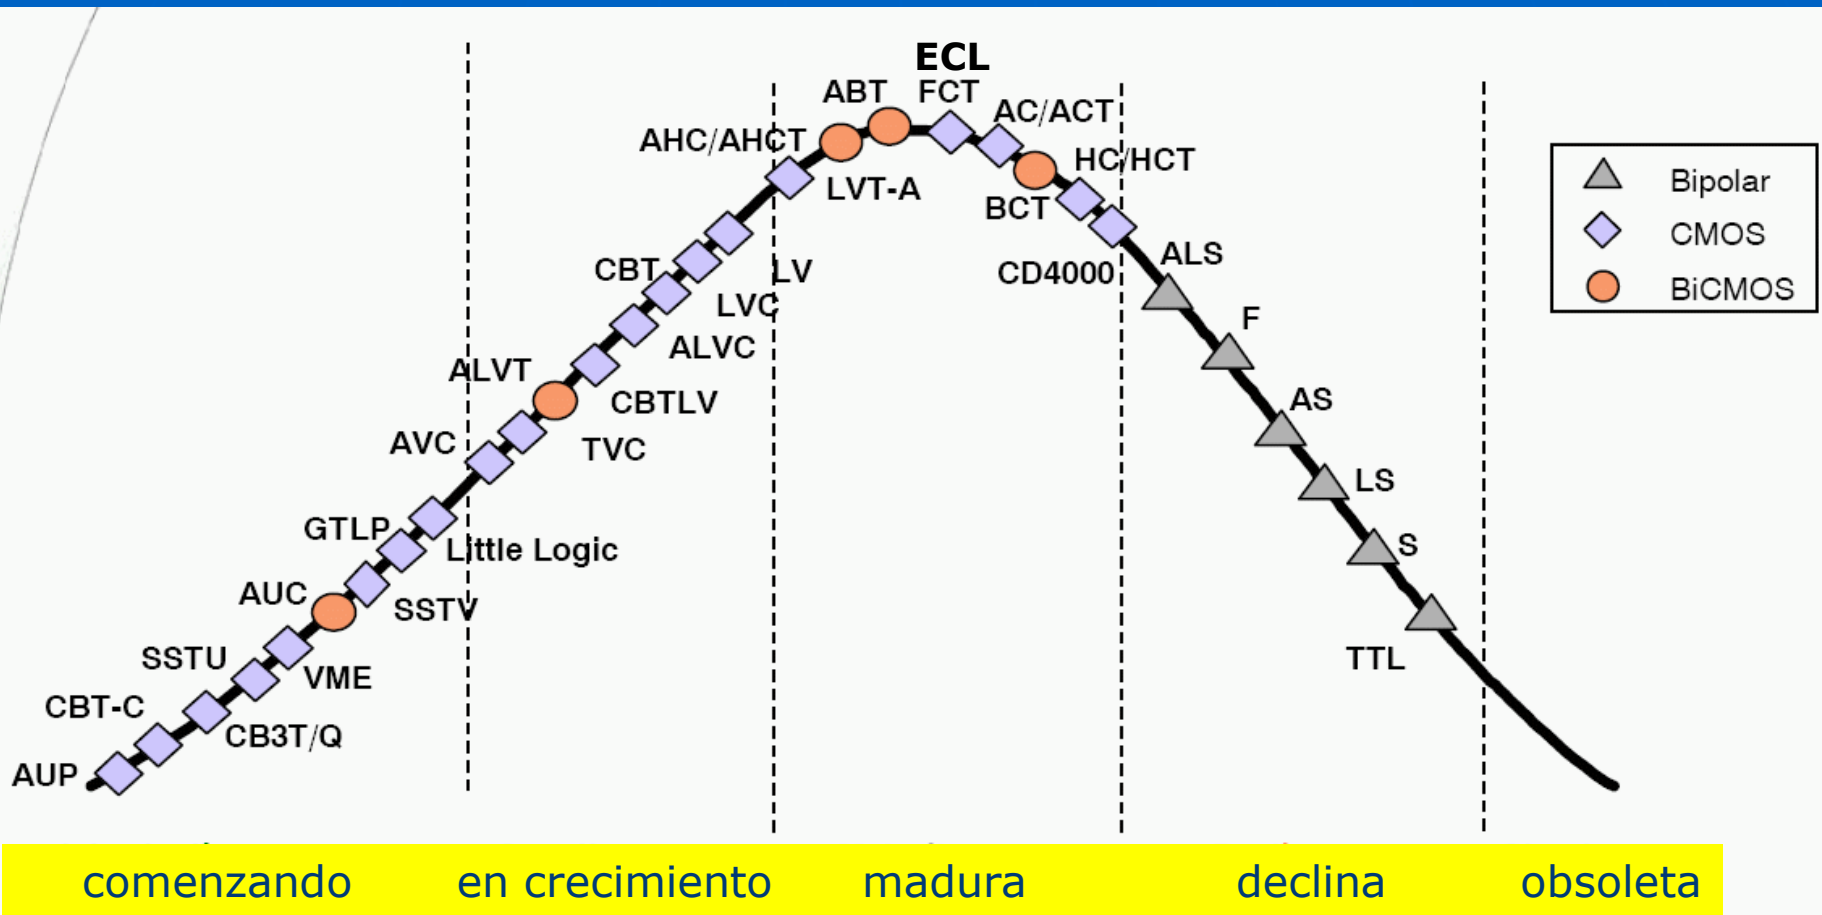 ECL
ABT FCT
AC/ACT
AHC/AHCT
HC/HCT
LVT-A
BCT
ALS
CBT
LV
CD4000
LVC
F
ALVC
ALVT
CBTLV
AS
AVC
TVC
LS
GTLP
Little Logic
S
AUC
SSTV
SSTU
VME
TTL
CBT-C
CB3T/Q
AUP
Bipolar
CMOS
BiCMOS
comenzando en crecimiento madura declina obsoleta